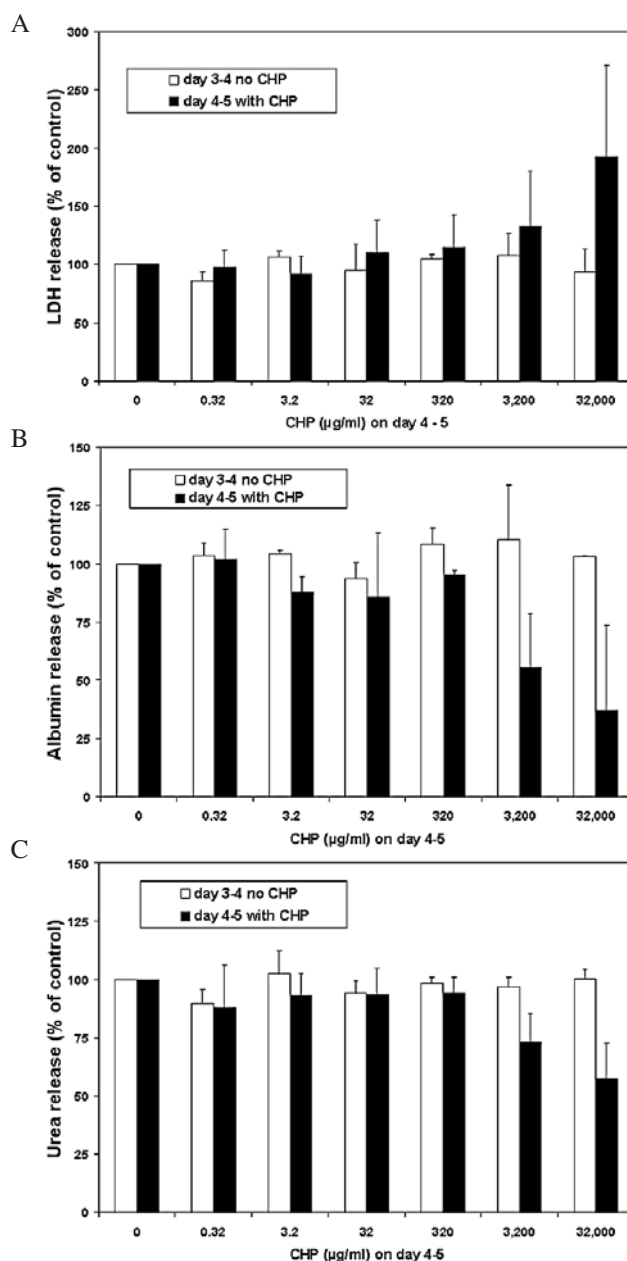 A
300
250
200
150
100
50
0
LDH release (% of control)
day 3-4 no CHP
day 4-5 with CHP
0 0.32 3.2 32 320 3,200 32,000
CHP (µg/ml) on day 4 - 5
B
150
125
100
75
50
25
0
Albumin release (% of control)
day 3-4 no CHP
day 4-5 with CHP
0 0.32 3.2 32 320 3,200 32,000
CHP (µg/ml) on day 4-5
C
150
125
100
75
50
25
0
Urea release (% of control)
day 3-4 no CHP
day 4-5 with CHP
0 0.32 3.2 32 320 3,200 32,000
CHP (µg/ml) on day 4-5